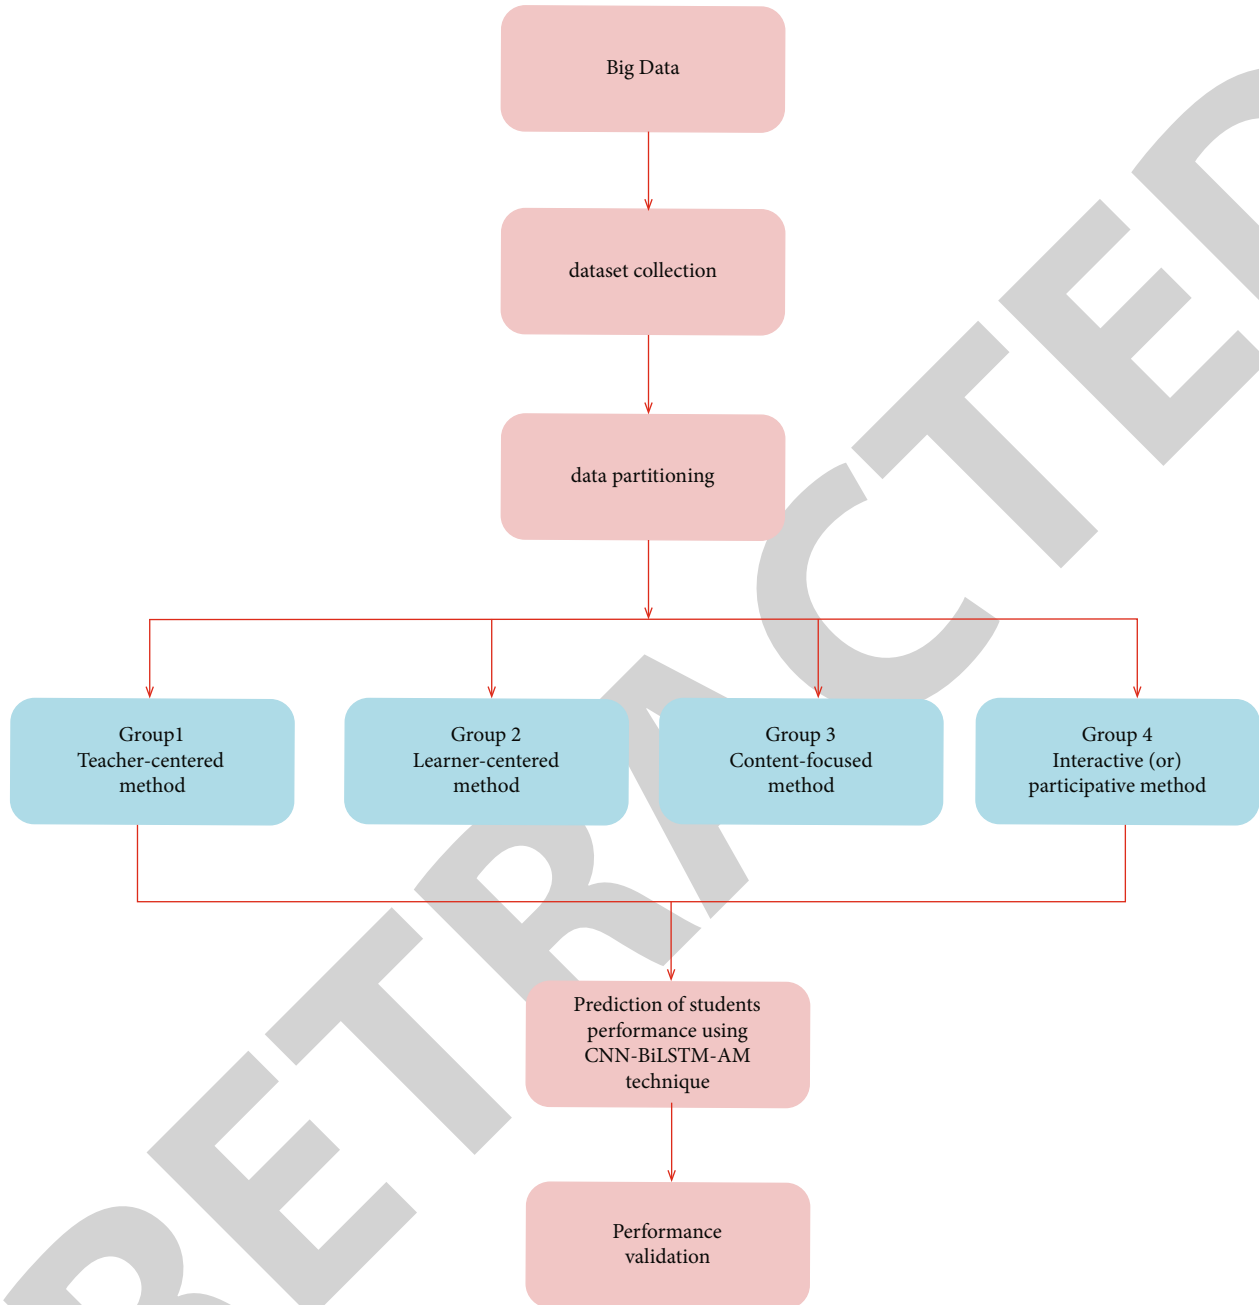 Big Data
dataset collection
data partitioning
Group1
Teacher-centered
method
Group 2
Learner-centered
method
Group 3
Content-focused
method
Group 4
Interactive (or)
participative method
Prediction of students
performance using
CNN-BiLSTM-AM
technique
Performance
validation
RETRACTED